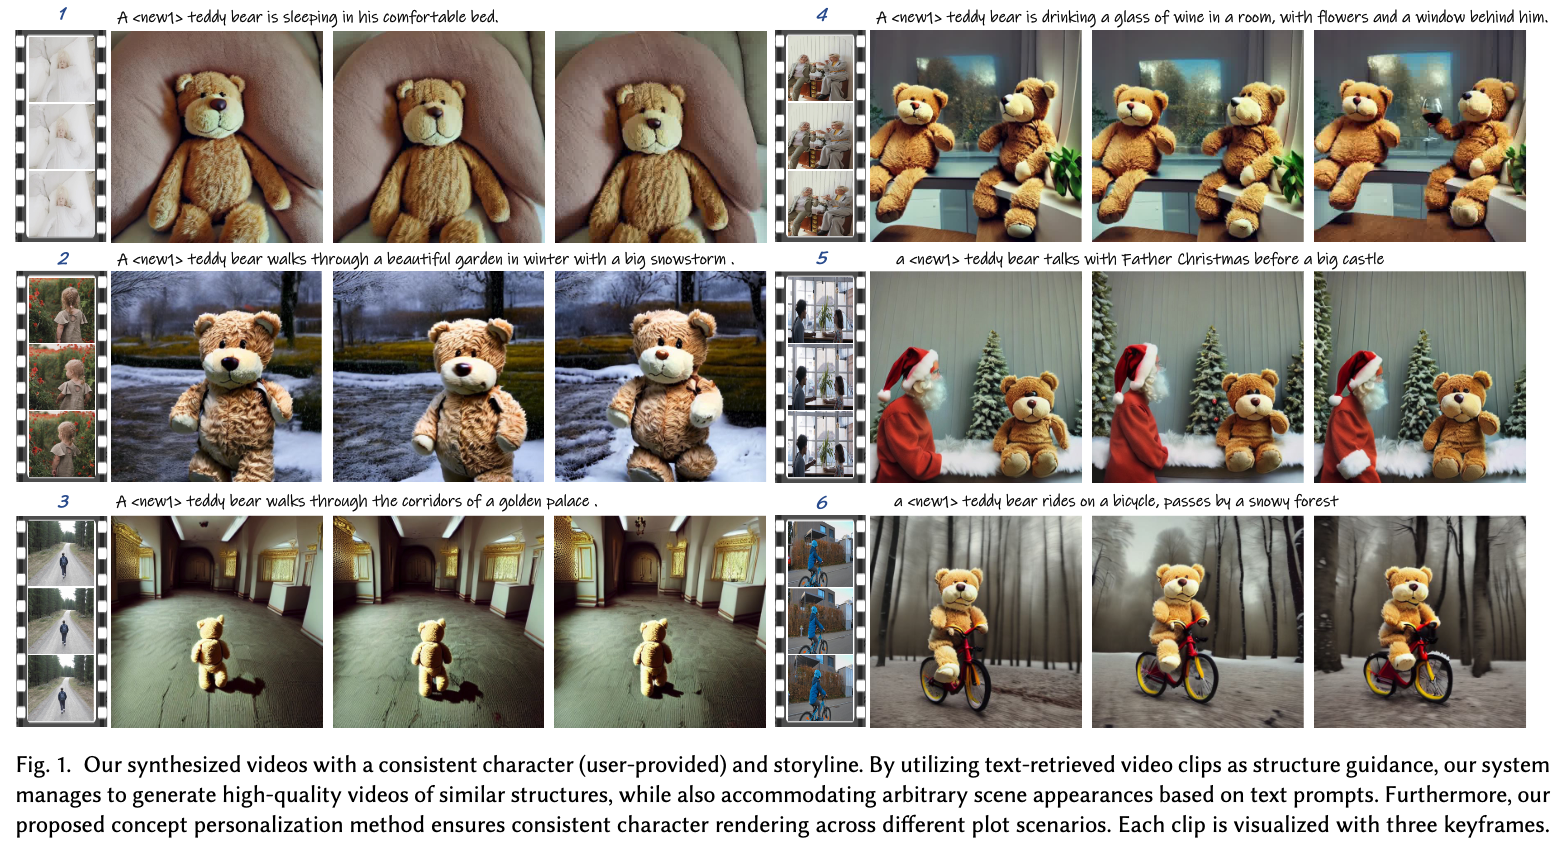 1
A <new1> teddy bear is sleeping in his comfortable bed.
4
A <new1> teddy bear is drinking a glass of wine in a room, with flowers and a window behind him.
2
A <new1> teddy bear walks through a beautiful garden in winter with a big snowstorm .
5
a <new1> teddy bear talks with Father Christmas before a big castle
3
A <new1> teddy bear walks through the corridors of a golden palace .
6
a <new1> teddy bear rides on a bicycle, passes by a snowy forest
Fig. 1. Our synthesized videos with a consistent character (user-provided) and storyline. By utilizing text-retrieved video clips as structure guidance, our system
manages to generate high-quality videos of similar structures, while also accommodating arbitrary scene appearances based on text prompts. Furthermore, our
proposed concept personalization method ensures consistent character rendering across different plot scenarios. Each clip is visualized with three keyframes.